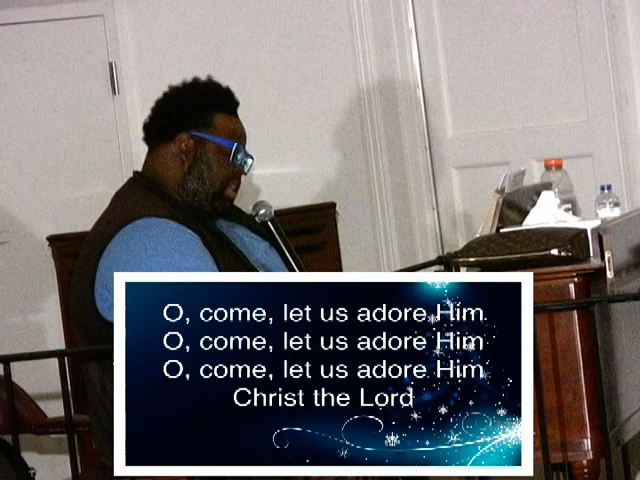 O, come, let us adore Him
O, come, let us adore Him
O, come, let us adore Him
Christ the Lord